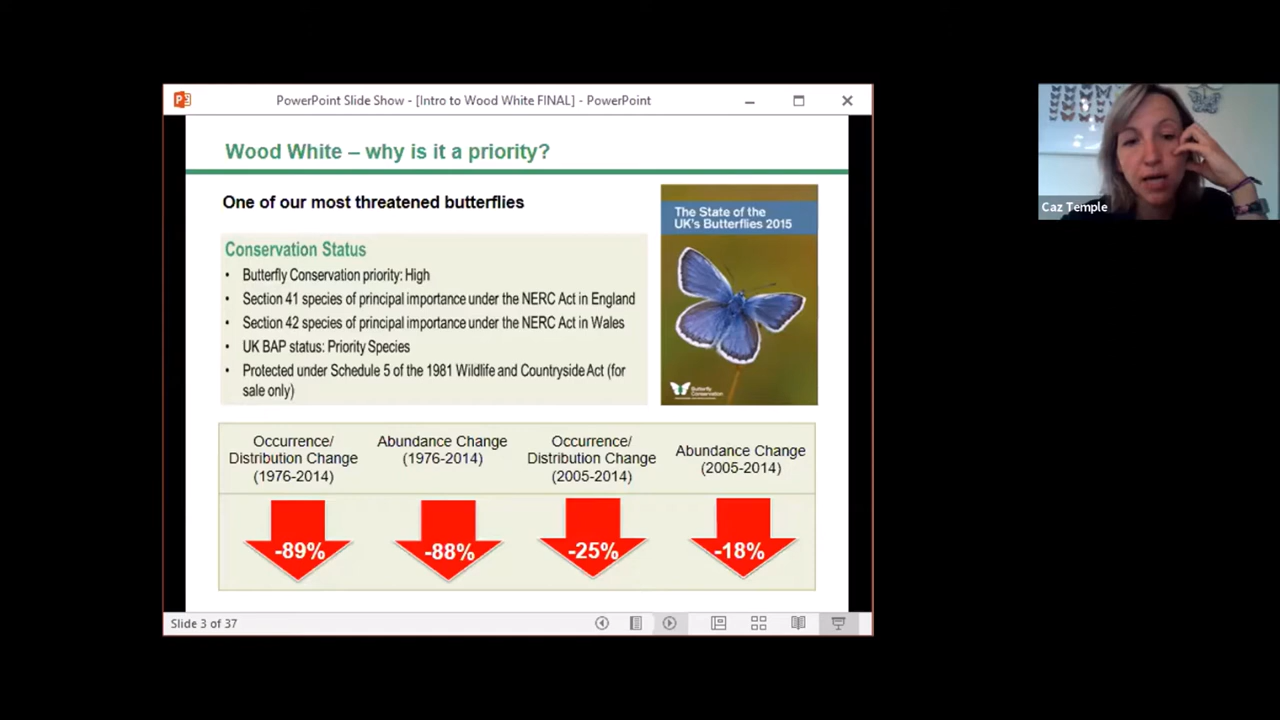 PowerPoint Slide Show - [Intro to Wood White FINAL] - PowerPoint
Wood White – why is it a priority?
One of our most threatened butterflies
Conservation Status
• Butterfly Conservation priority: High
• Section 41 species of principal importance under the NERC Act in England
• Section 42 species of principal importance under the NERC Act in Wales
• UK BAP status: Priority Species
• Protected under Schedule 5 of the 1981 Wildlife and Countryside Act (for
sale only)
The State of the
UK's Butterflies 2015
Butterfly
Conservation
Occurrence/
Distribution Change
(1976-2014)
Abundance Change
(1976-2014)
Occurrence/
Distribution Change
(2005-2014)
Abundance Change
(2005-2014)
-89%
-88%
-25%
-18%
Slide 3 of 37
Caz Temple